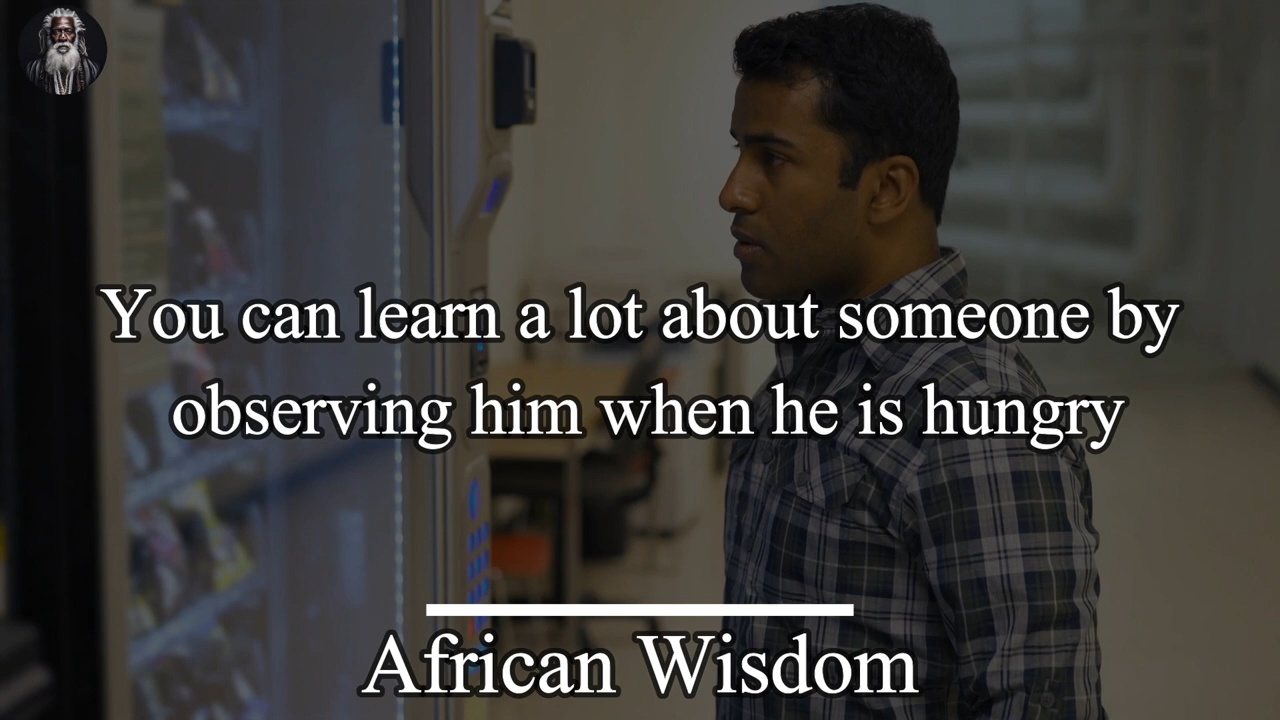 You can learn a lot about someone by
observing him when he is hungry
African Wisdom